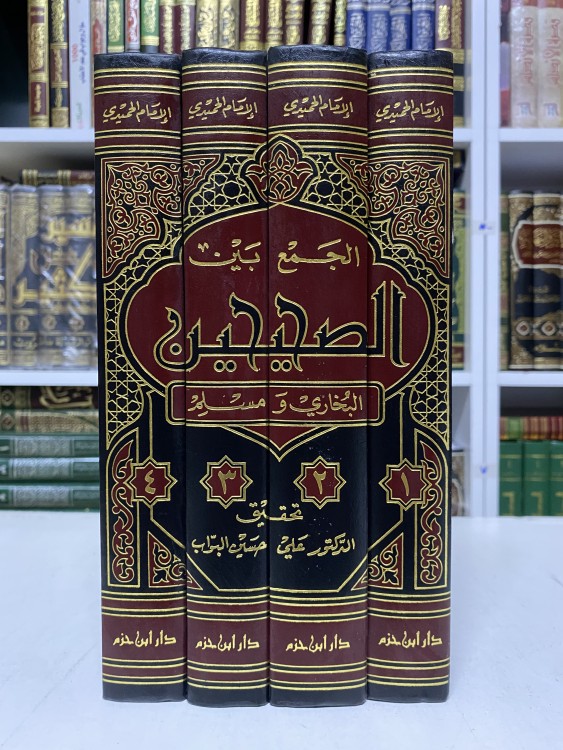 الإمام الحميدي الإمام الحميدي الإمام الحميدي الإمام الحميدي
الجمع بين
الصحيحين
البخاري و مسلم
١ ٢ ٣ ٤
تحقيق
الدكتور علي حسين البواب
دار ابن حزم دار ابن حزم دار ابن حزم دار ابن حزم